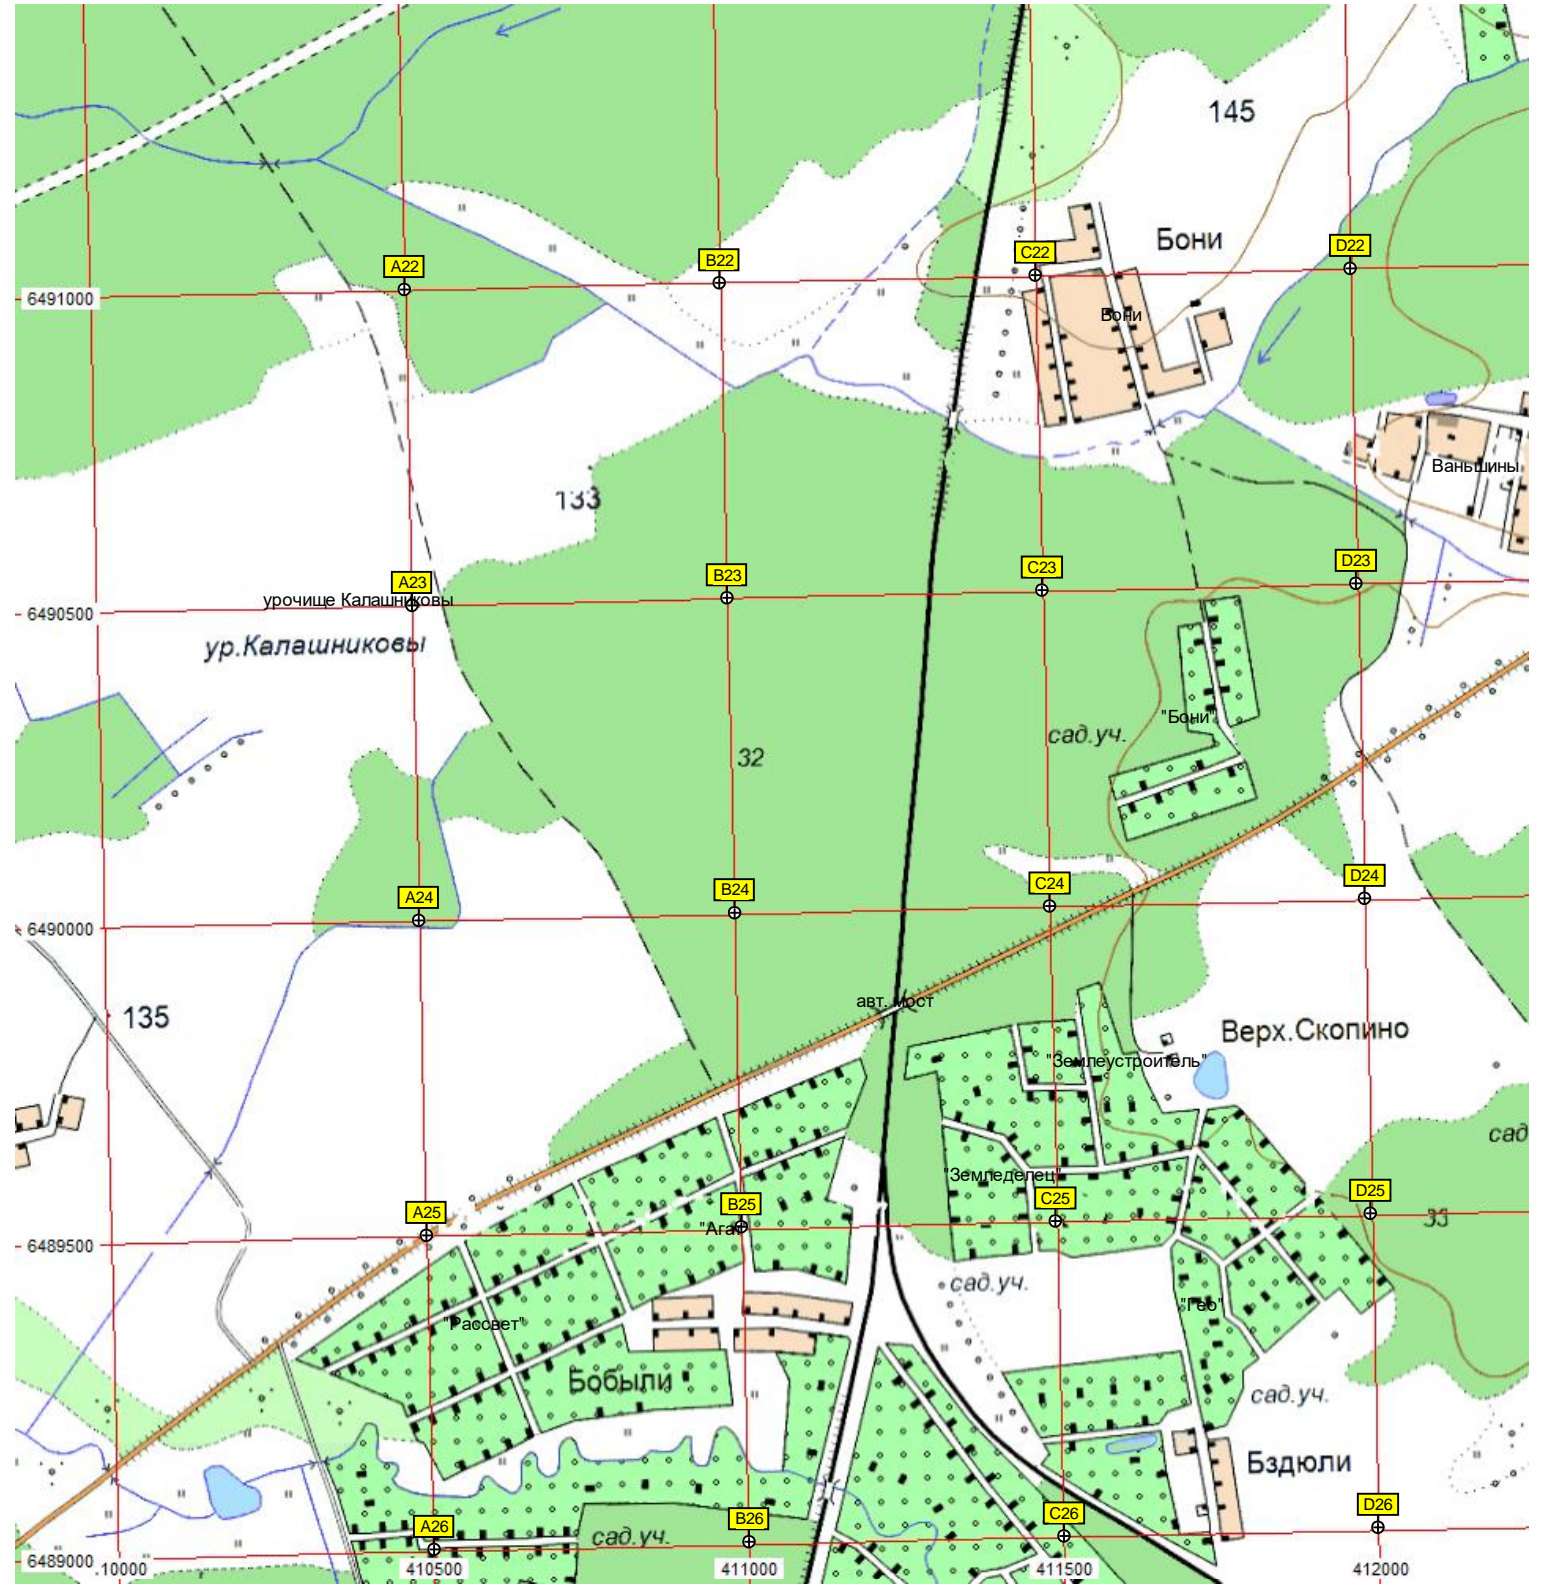 145
Бони
A22
B22
C22
D22
6491000
Бони
Ваньшины
133
A23
B23
C23
D23
урочище Калашниковы
6490500
ур.Калашниковы
"Бони"
сад.уч.
32
A24
B24
C24
D24
6490000
авт. мост
135
Верх.Скопино
"Землеустроитель"
сад
"Земледелец"
A25
B25
C25
D25
"Агат"
33
6489500
сад.уч.
"Гео"
"Рассвет"
Бобыли
сад.уч.
Бздюли
A26
B26
C26
D26
сад.уч.
6489000
10000
410500
411000
411500
412000